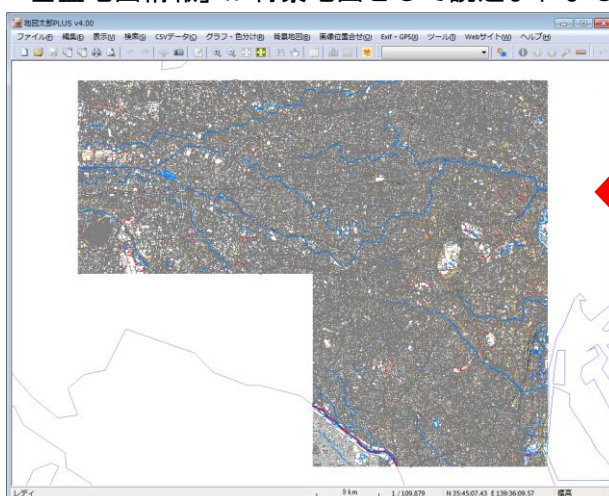 「基盤地図情報」が背景地図として読込まれまし
地図太郎PLUS v4.00
ファイル(F) 編集(E) 表示(V) 検索(S) CSVデータ(C) グラフ・色分け(R) 背景地図(B) 画像位置合せ(Q) Exif・GPS(X) ツール(T) Webサイト(W) ヘルプ(H)
レディ 3 km 1 / 109,879 N 35:45:07.43 E 139:36:09.57 標高